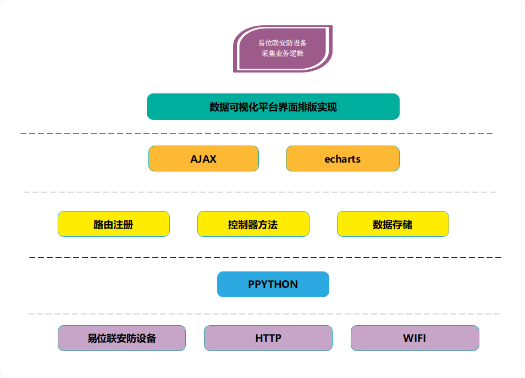 易位联安防设备
采集业务逻辑
数据可视化平台界面排版实现
AJAX
echarts
路由注册
控制器方法
数据存储
PPYTHON
易位联安防设备
HTTP
WIFI